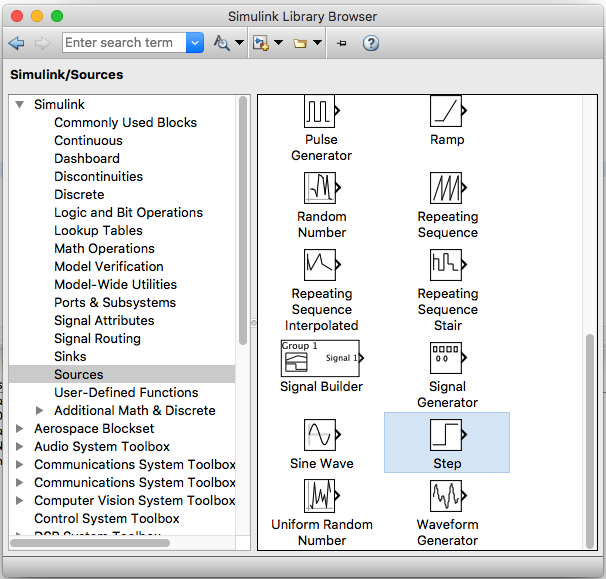 Simulink Library Browser
Enter search term
Simulink/Sources
Simulink
Commonly Used Blocks
Continuous
Dashboard
Discontinuities
Discrete
Logic and Bit Operations
Lookup Tables
Math Operations
Model Verification
Model-Wide Utilities
Ports & Subsystems
Signal Attributes
Signal Routing
Sinks
Sources
User-Defined Functions
Additional Math & Discrete
Aerospace Blockset
Audio System Toolbox
Communications System Toolbox
Communications System Toolbox
Computer Vision System Toolbox
Control System Toolbox
DSP System Toolbox
Pulse
Generator
Ramp
Random
Number
Repeating
Sequence
Repeating
Sequence
Interpolated
Repeating
Sequence
Stair
Group 1
Signal 1
Signal Builder
Signal
Generator
Sine Wave
Step
Uniform Random
Number
Waveform
Generator